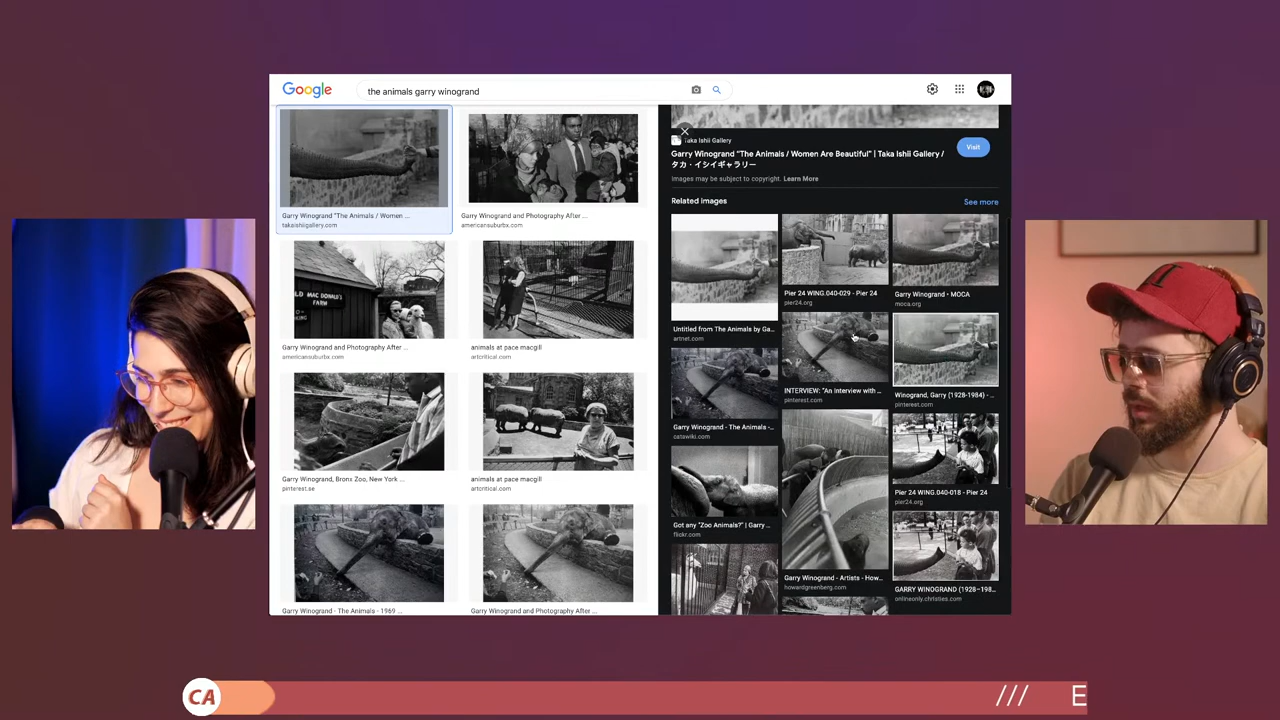 Google
the animals garry winogrand
Garry Winogrand "The Animals / Women ...
takaishiigallery.com
Garry Winogrand and Photography After ...
americansuburbx.com
LD MAC DONALD'S
FARM
KING
Garry Winogrand and Photography After ...
americansuburbx.com
animals at pace macgill
artcritical.com
Garry Winogrand, Bronx Zoo, New York ...
pinterest.se
animals at pace macgill
artcritical.com
Garry Winogrand - The Animals - 1969 ...
Garry Winogrand and Photography After ...
Taka Ishii Gallery
Garry Winogrand "The Animals / Women Are Beautiful" | Taka Ishii Gallery /
タカ・イシイギャラリー
Visit
Images may be subject to copyright. Learn More
Related images
See more
Untitled from The Animals by Ga...
artnet.com
Pier 24 WING.040-029 - Pier 24
pier24.org
Garry Winogrand • MOCA
moca.org
Garry Winogrand - The Animals -...
catawiki.com
INTERVIEW: "An Interview with ...
pinterest.com
Winogrand, Garry (1928-1984) - ...
pinterest.com
Got any "Zoo Animals?" | Garry ...
flickr.com
Garry Winogrand - Artists - How...
howardgreenberg.com
Pier 24 WING.040-018 - Pier 24
pier24.org
GARRY WINOGRAND (1928–198...
onlineonly.christies.com
CA
/// E